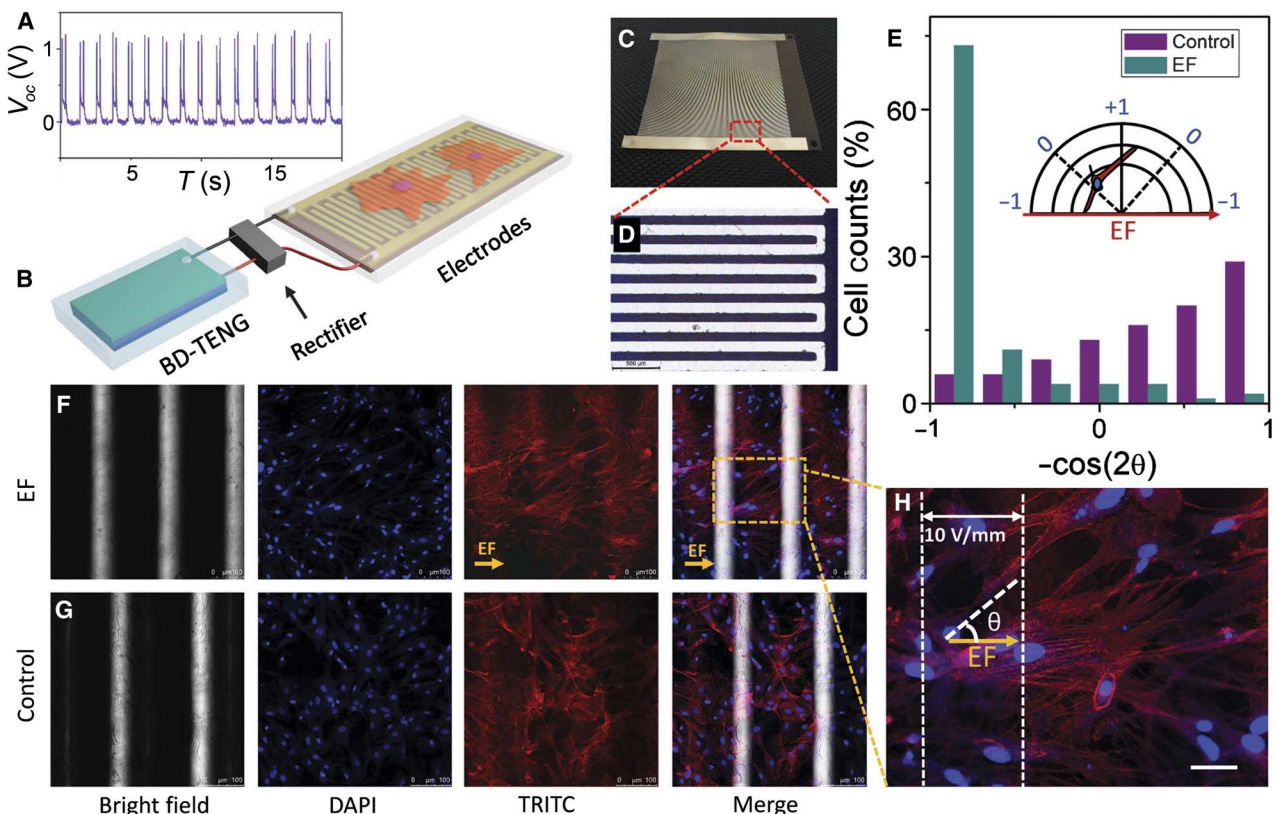 A
1
0
V_oc (V)
5
15
T (s)
B
BD-TENG
Rectifier
Electrodes
C
D
500 μm
E
Control
EF
60
30
0
Cell counts (%)
-1
0
1
-cos(2θ)
+1
0
0
−1
−1
EF
F
EF
0 μm100
0 μm100
EF
0 μm100
EF
0 μm100
G
Control
0 μm 100
0 μm 100
0 μm 100
0 μm 100
Bright field
DAPI
TRITC
Merge
H
10 V/mm
θ
EF